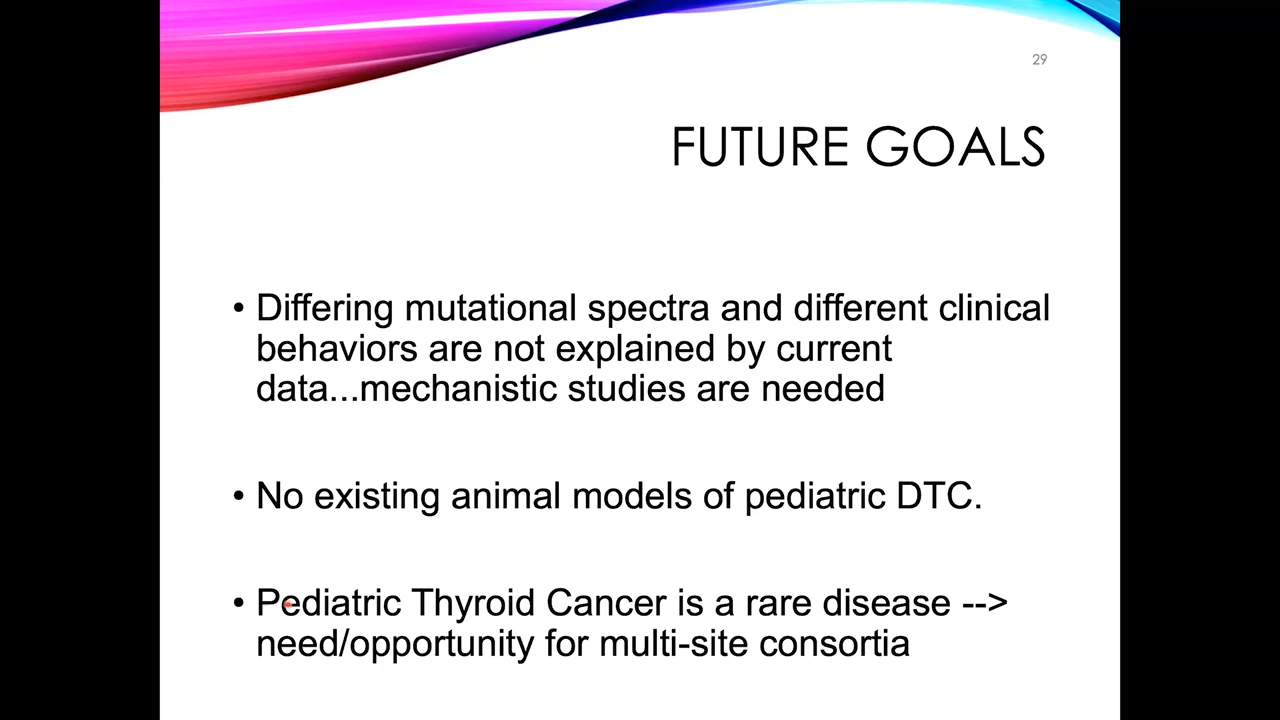 29
FUTURE GOALS
• Differing mutational spectra and different clinical
behaviors are not explained by current
data...mechanistic studies are needed
• No existing animal models of pediatric DTC.
• Pediatric Thyroid Cancer is a rare disease -->
need/opportunity for multi-site consortia